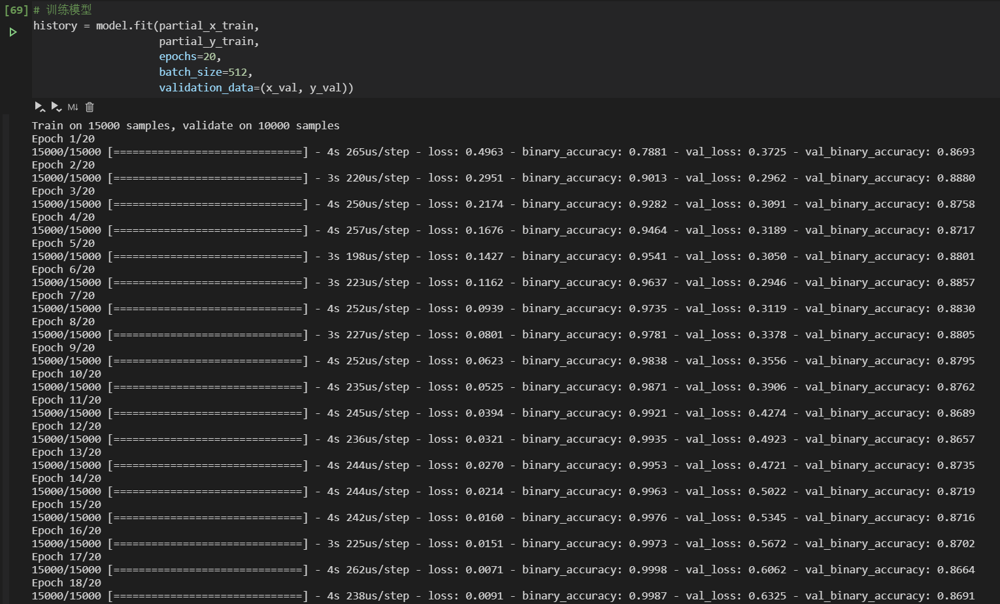 [69] # 训练模型
history = model.fit(partial_x_train,
partial_y_train,
epochs=20,
batch_size=512,
validation_data=(x_val, y_val))
M↓
Train on 15000 samples, validate on 10000 samples
Epoch 1/20
15000/15000 [==============================] - 4s 265us/step - loss: 0.4963 - binary_accuracy: 0.7881 - val_loss: 0.3725 - val_binary_accuracy: 0.8693
Epoch 2/20
15000/15000 [==============================] - 3s 220us/step - loss: 0.2951 - binary_accuracy: 0.9013 - val_loss: 0.2962 - val_binary_accuracy: 0.8880
Epoch 3/20
15000/15000 [==============================] - 4s 250us/step - loss: 0.2174 - binary_accuracy: 0.9282 - val_loss: 0.3091 - val_binary_accuracy: 0.8758
Epoch 4/20
15000/15000 [==============================] - 4s 257us/step - loss: 0.1676 - binary_accuracy: 0.9464 - val_loss: 0.3189 - val_binary_accuracy: 0.8717
Epoch 5/20
15000/15000 [==============================] - 3s 198us/step - loss: 0.1427 - binary_accuracy: 0.9541 - val_loss: 0.3050 - val_binary_accuracy: 0.8801
Epoch 6/20
15000/15000 [==============================] - 3s 223us/step - loss: 0.1162 - binary_accuracy: 0.9637 - val_loss: 0.2946 - val_binary_accuracy: 0.8857
Epoch 7/20
15000/15000 [==============================] - 4s 252us/step - loss: 0.0939 - binary_accuracy: 0.9735 - val_loss: 0.3119 - val_binary_accuracy: 0.8830
Epoch 8/20
15000/15000 [==============================] - 3s 227us/step - loss: 0.0801 - binary_accuracy: 0.9781 - val_loss: 0.3378 - val_binary_accuracy: 0.8805
Epoch 9/20
15000/15000 [==============================] - 4s 252us/step - loss: 0.0623 - binary_accuracy: 0.9838 - val_loss: 0.3556 - val_binary_accuracy: 0.8795
Epoch 10/20
15000/15000 [==============================] - 4s 235us/step - loss: 0.0525 - binary_accuracy: 0.9871 - val_loss: 0.3906 - val_binary_accuracy: 0.8762
Epoch 11/20
15000/15000 [==============================] - 4s 245us/step - loss: 0.0394 - binary_accuracy: 0.9921 - val_loss: 0.4274 - val_binary_accuracy: 0.8689
Epoch 12/20
15000/15000 [==============================] - 4s 236us/step - loss: 0.0321 - binary_accuracy: 0.9935 - val_loss: 0.4923 - val_binary_accuracy: 0.8657
Epoch 13/20
15000/15000 [==============================] - 4s 244us/step - loss: 0.0270 - binary_accuracy: 0.9953 - val_loss: 0.4721 - val_binary_accuracy: 0.8735
Epoch 14/20
15000/15000 [==============================] - 4s 244us/step - loss: 0.0214 - binary_accuracy: 0.9963 - val_loss: 0.5022 - val_binary_accuracy: 0.8719
Epoch 15/20
15000/15000 [==============================] - 4s 242us/step - loss: 0.0160 - binary_accuracy: 0.9976 - val_loss: 0.5345 - val_binary_accuracy: 0.8716
Epoch 16/20
15000/15000 [==============================] - 3s 225us/step - loss: 0.0151 - binary_accuracy: 0.9973 - val_loss: 0.5672 - val_binary_accuracy: 0.8702
Epoch 17/20
15000/15000 [==============================] - 4s 262us/step - loss: 0.0071 - binary_accuracy: 0.9998 - val_loss: 0.6062 - val_binary_accuracy: 0.8664
Epoch 18/20
15000/15000 [==============================] - 4s 238us/step - loss: 0.0091 - binary_accuracy: 0.9987 - val_loss: 0.6325 - val_binary_accuracy: 0.8691